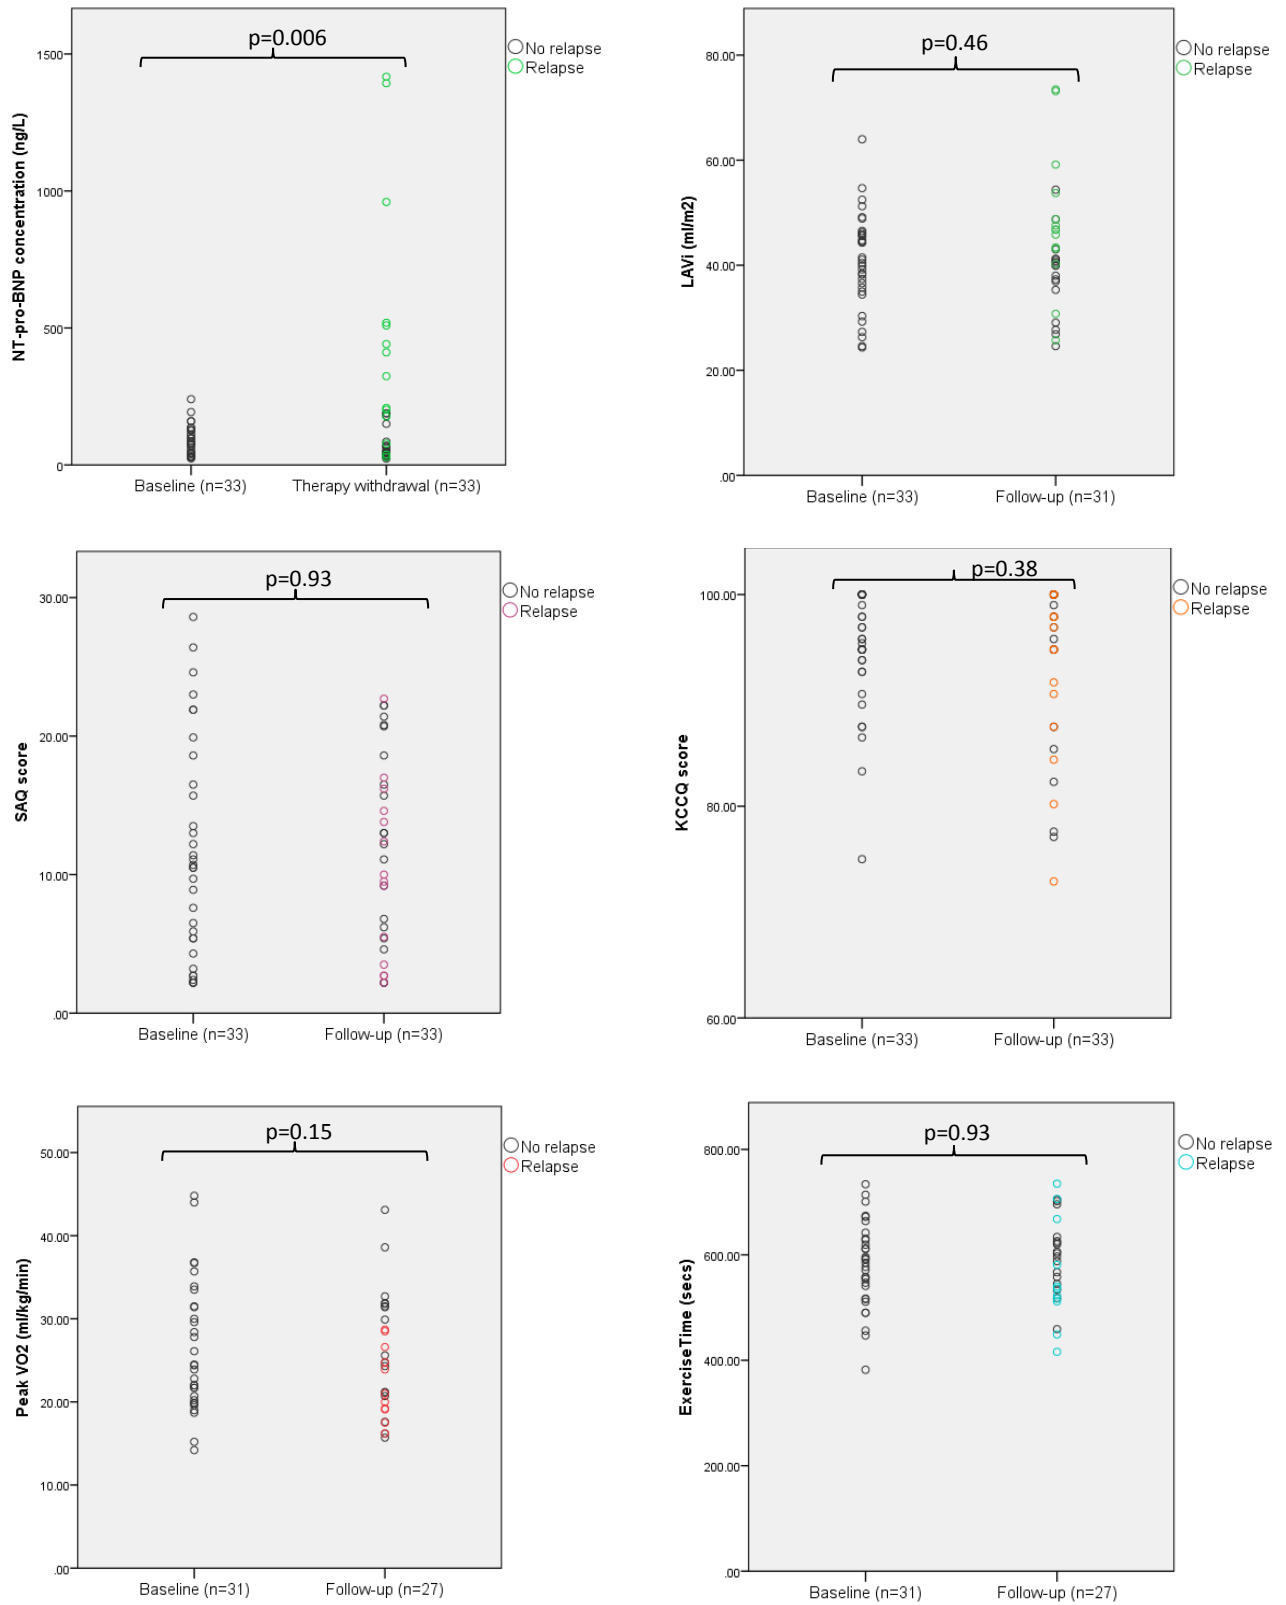 p=0.006
No relapse
Relapse
NT-pro-BNP concentration (ng/L)
1500
1000
500
0
Baseline (n=33)
Therapy withdrawal (n=33)
p=0.46
No relapse
Relapse
LAVi (ml/m2)
80.00
60.00
40.00
20.00
.00
Baseline (n=33)
Follow-up (n=31)
p=0.93
No relapse
Relapse
SAQ score
30.00
20.00
10.00
.00
Baseline (n=33)
Follow-up (n=33)
p=0.38
No relapse
Relapse
KCCQ score
100.00
80.00
60.00
Baseline (n=33)
Follow-up (n=33)
p=0.15
No relapse
Relapse
Peak VO2 (ml/kg/min)
50.00
40.00
30.00
20.00
10.00
.00
Baseline (n=31)
Follow-up (n=27)
p=0.93
No relapse
Relapse
ExerciseTime (secs)
800.00
600.00
400.00
200.00
.00
Baseline (n=31)
Follow-up (n=27)